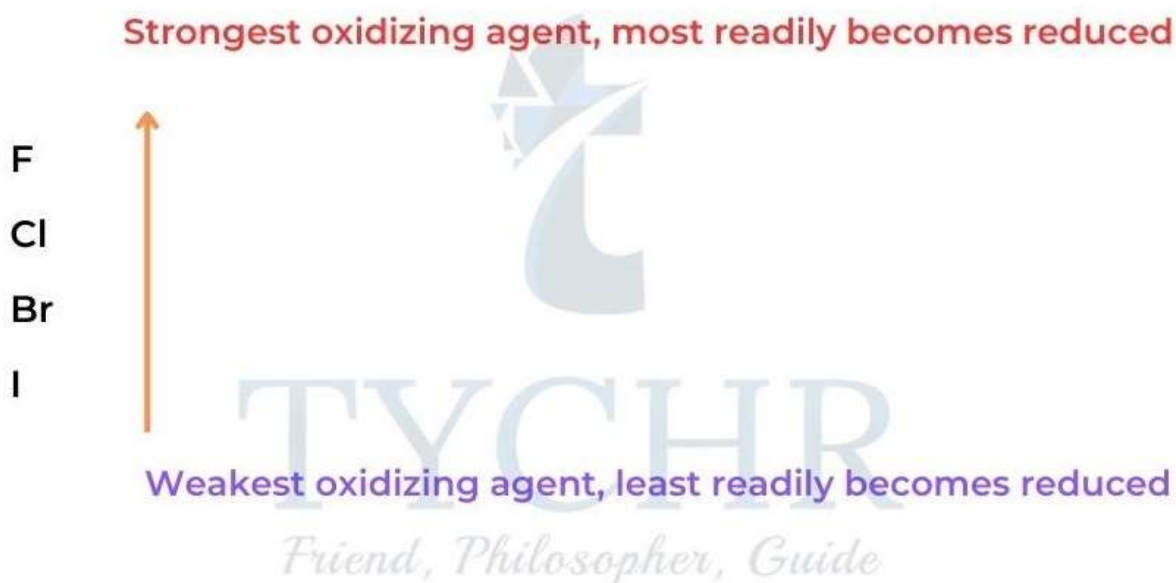 Strongest oxidizing agent, most readily becomes reduced
F
Cl
Br
I
TYCHR
Weakest oxidizing agent, least readily becomes reduced
Friend, Philosopher, Guide